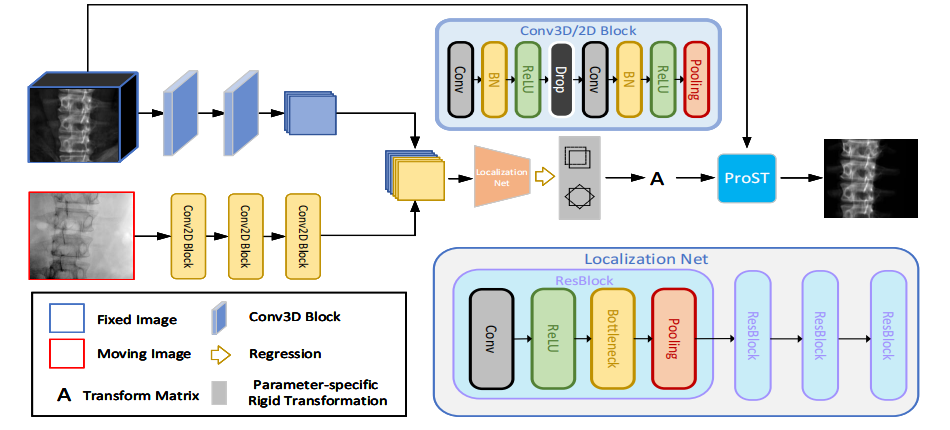 Conv3D/2D Block
Conv
BN
ReLU
Drop
Conv
BN
ReLU
Pooling
Localization
Net
A
ProST
Conv2D Block
Conv2D Block
Conv2D Block
Localization Net
ResBlock
Conv
ReLU
Bottleneck
Pooling
ResBlock
ResBlock
ResBlock
Fixed Image
Conv3D Block
Moving Image
Regression
A
Transform Matrix
Parameter-specific
Rigid Transformation